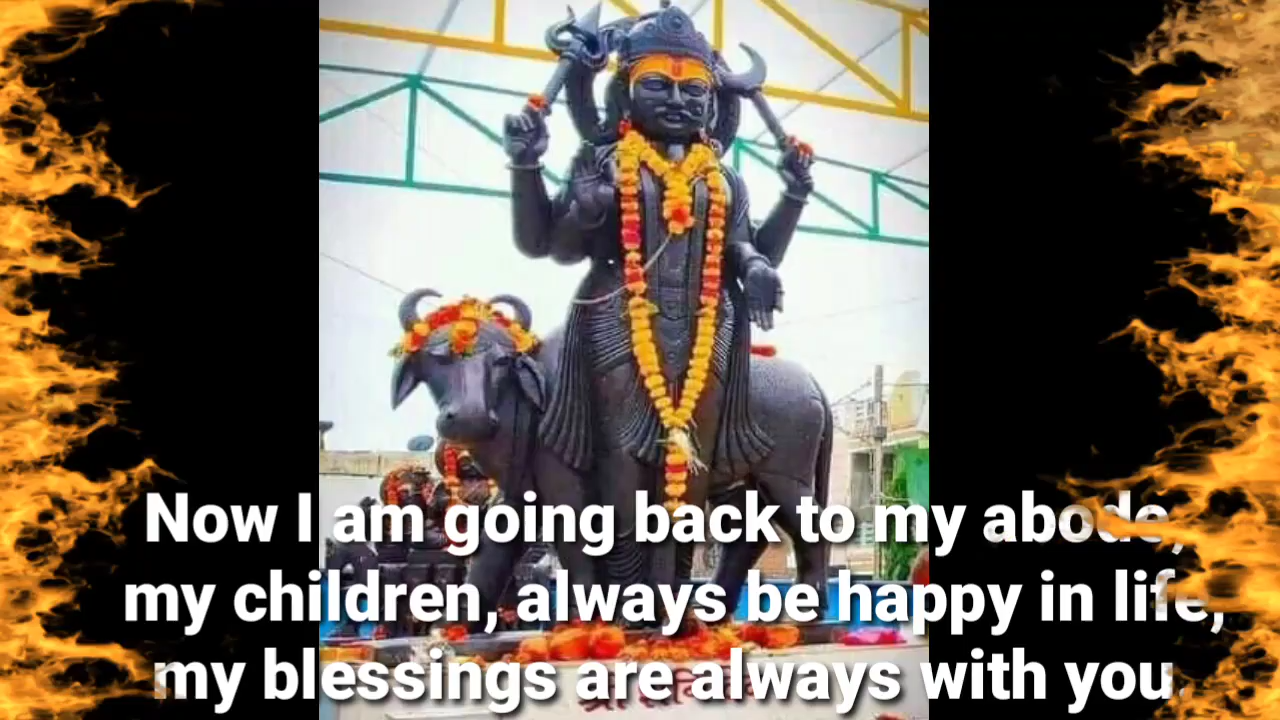 Now I am going back to my abode,
my children, always be happy in life,
my blessings are always with you.
श्री